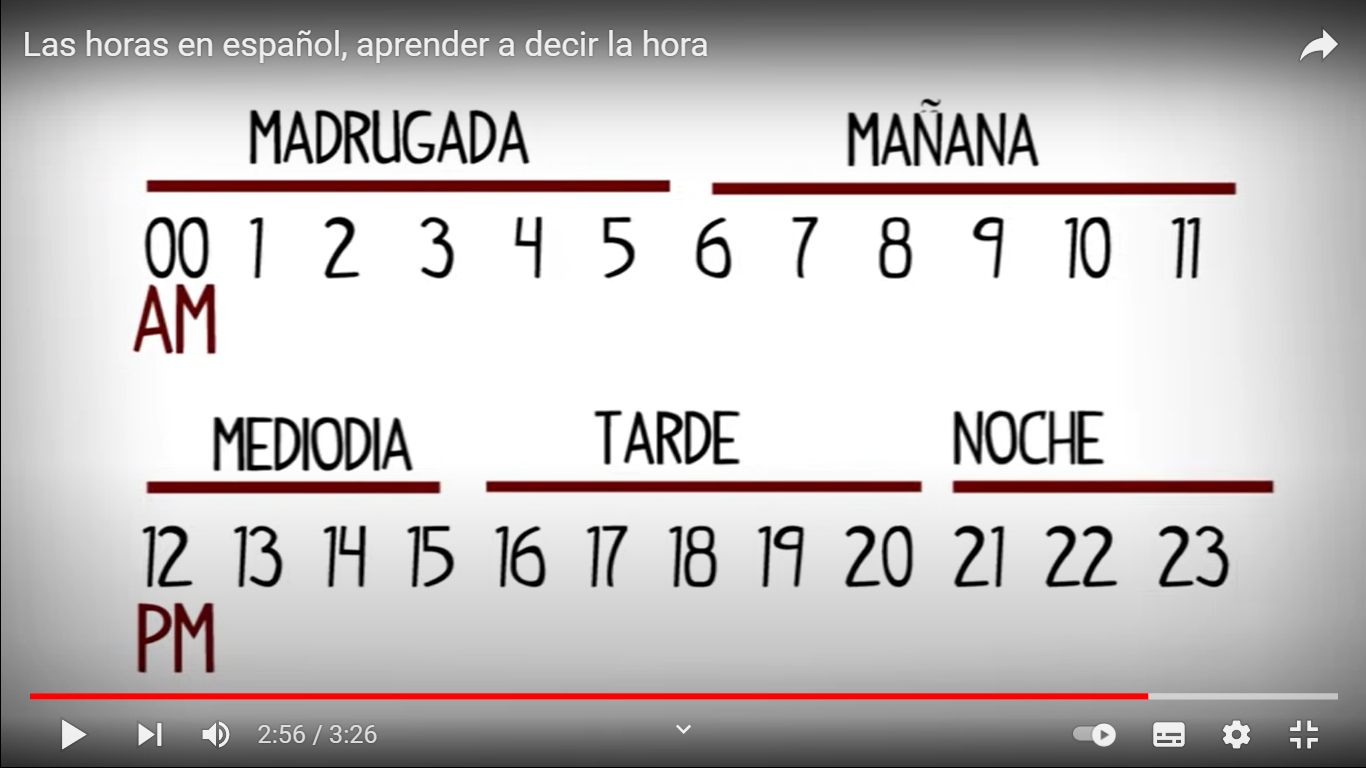 Las horas en español, aprender a decir la hora
MADRUGADA MAÑANA
00 1 2 3 4 5 6 7 8 9 10 11
AM
MEDIODIA TARDE NOCHE
12 13 14 15 16 17 18 19 20 21 22 23
PM
2:56 / 3:26